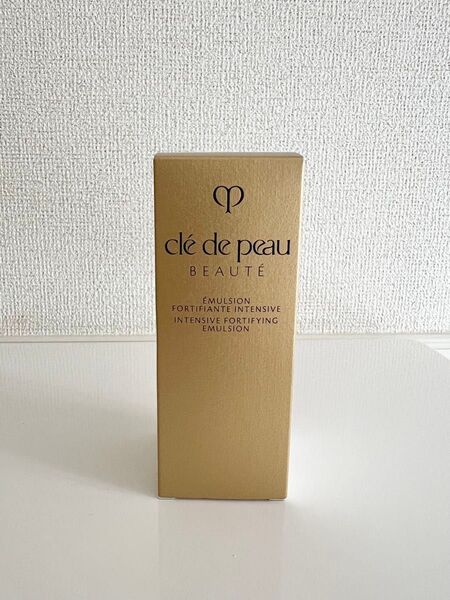 clé de peau
BEAUTÉ
ÉMULSION
FORTIFIANTE INTENSIVE
INTENSIVE FORTIFYING
EMULSION